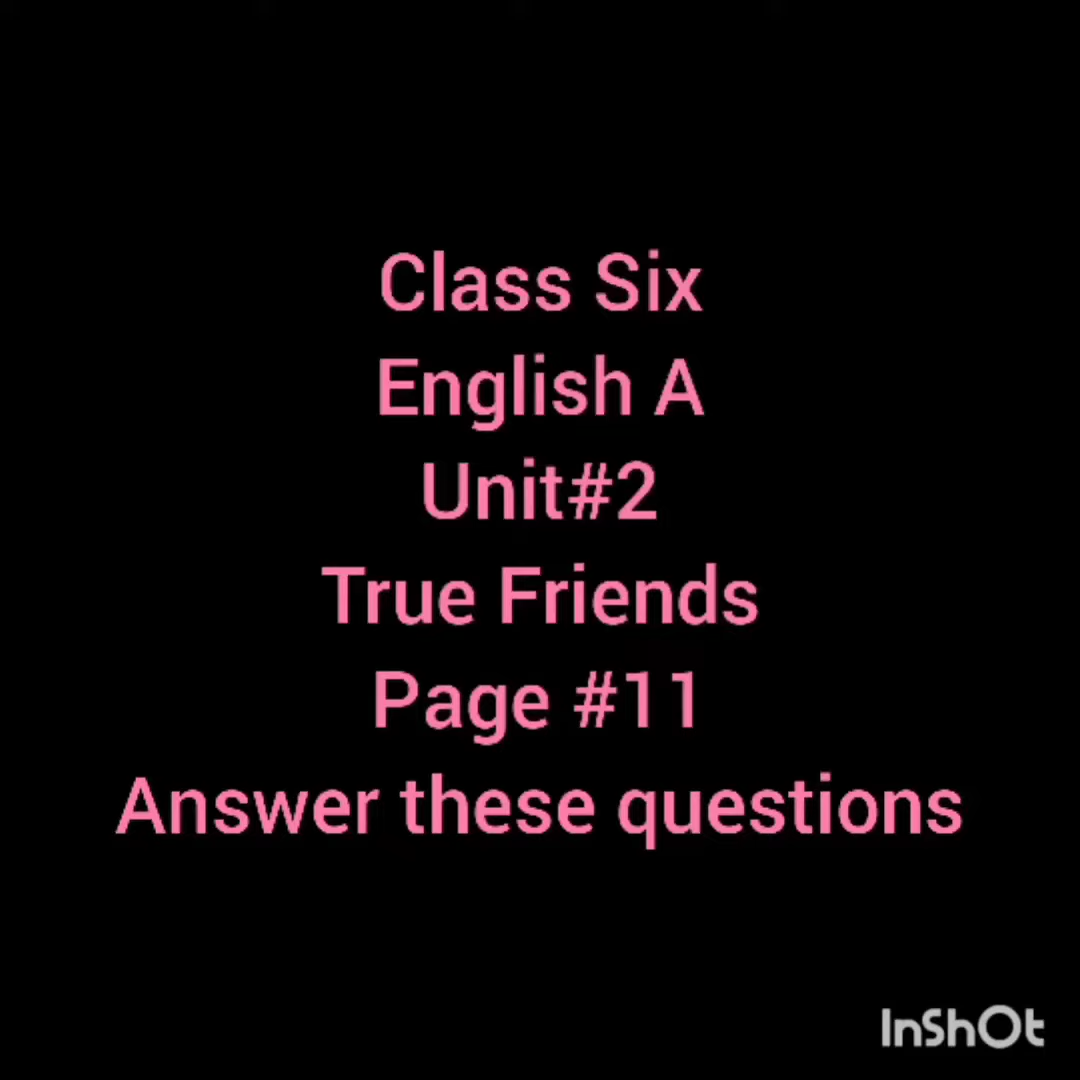 Class Six
English A
Unit#2
True Friends
Page #11
Answer these questions
InShOt